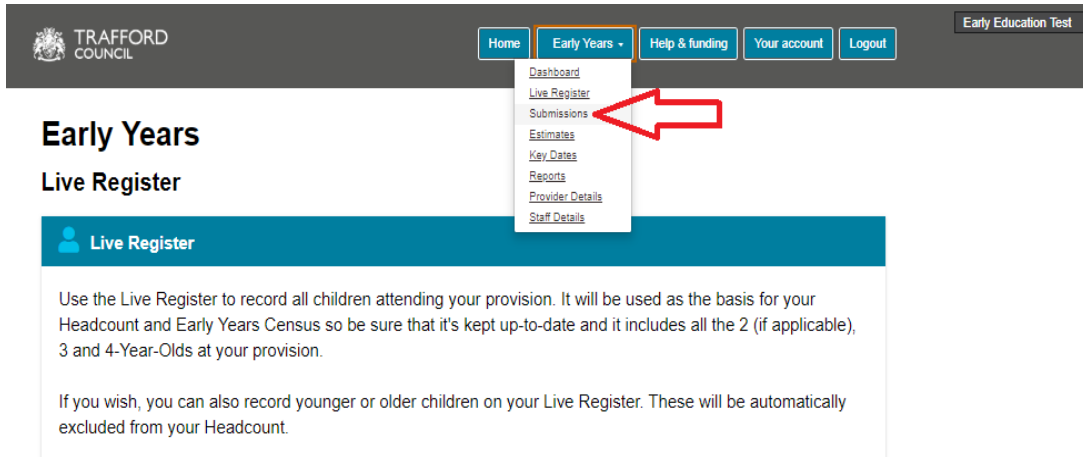 TRAFFORD
COUNCIL
Home
Early Years
Help & funding
Your account
Logout
Early Education Test
Dashboard
Live Register
Submissions
Estimates
Key Dates
Reports
Provider Details
Staff Details
Early Years
Live Register
Live Register
Use the Live Register to record all children attending your provision. It will be used as the basis for your
Headcount and Early Years Census so be sure that it's kept up-to-date and it includes all the 2 (if applicable),
3 and 4-Year-Olds at your provision.
If you wish, you can also record younger or older children on your Live Register. These will be automatically
excluded from your Headcount.